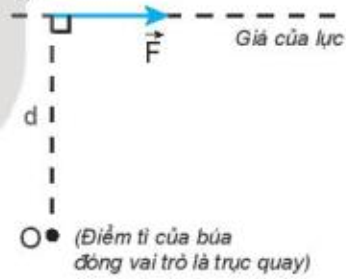 F
Giá của lực
d
O (Điểm tì của búa
đóng vai trò là trục quay)